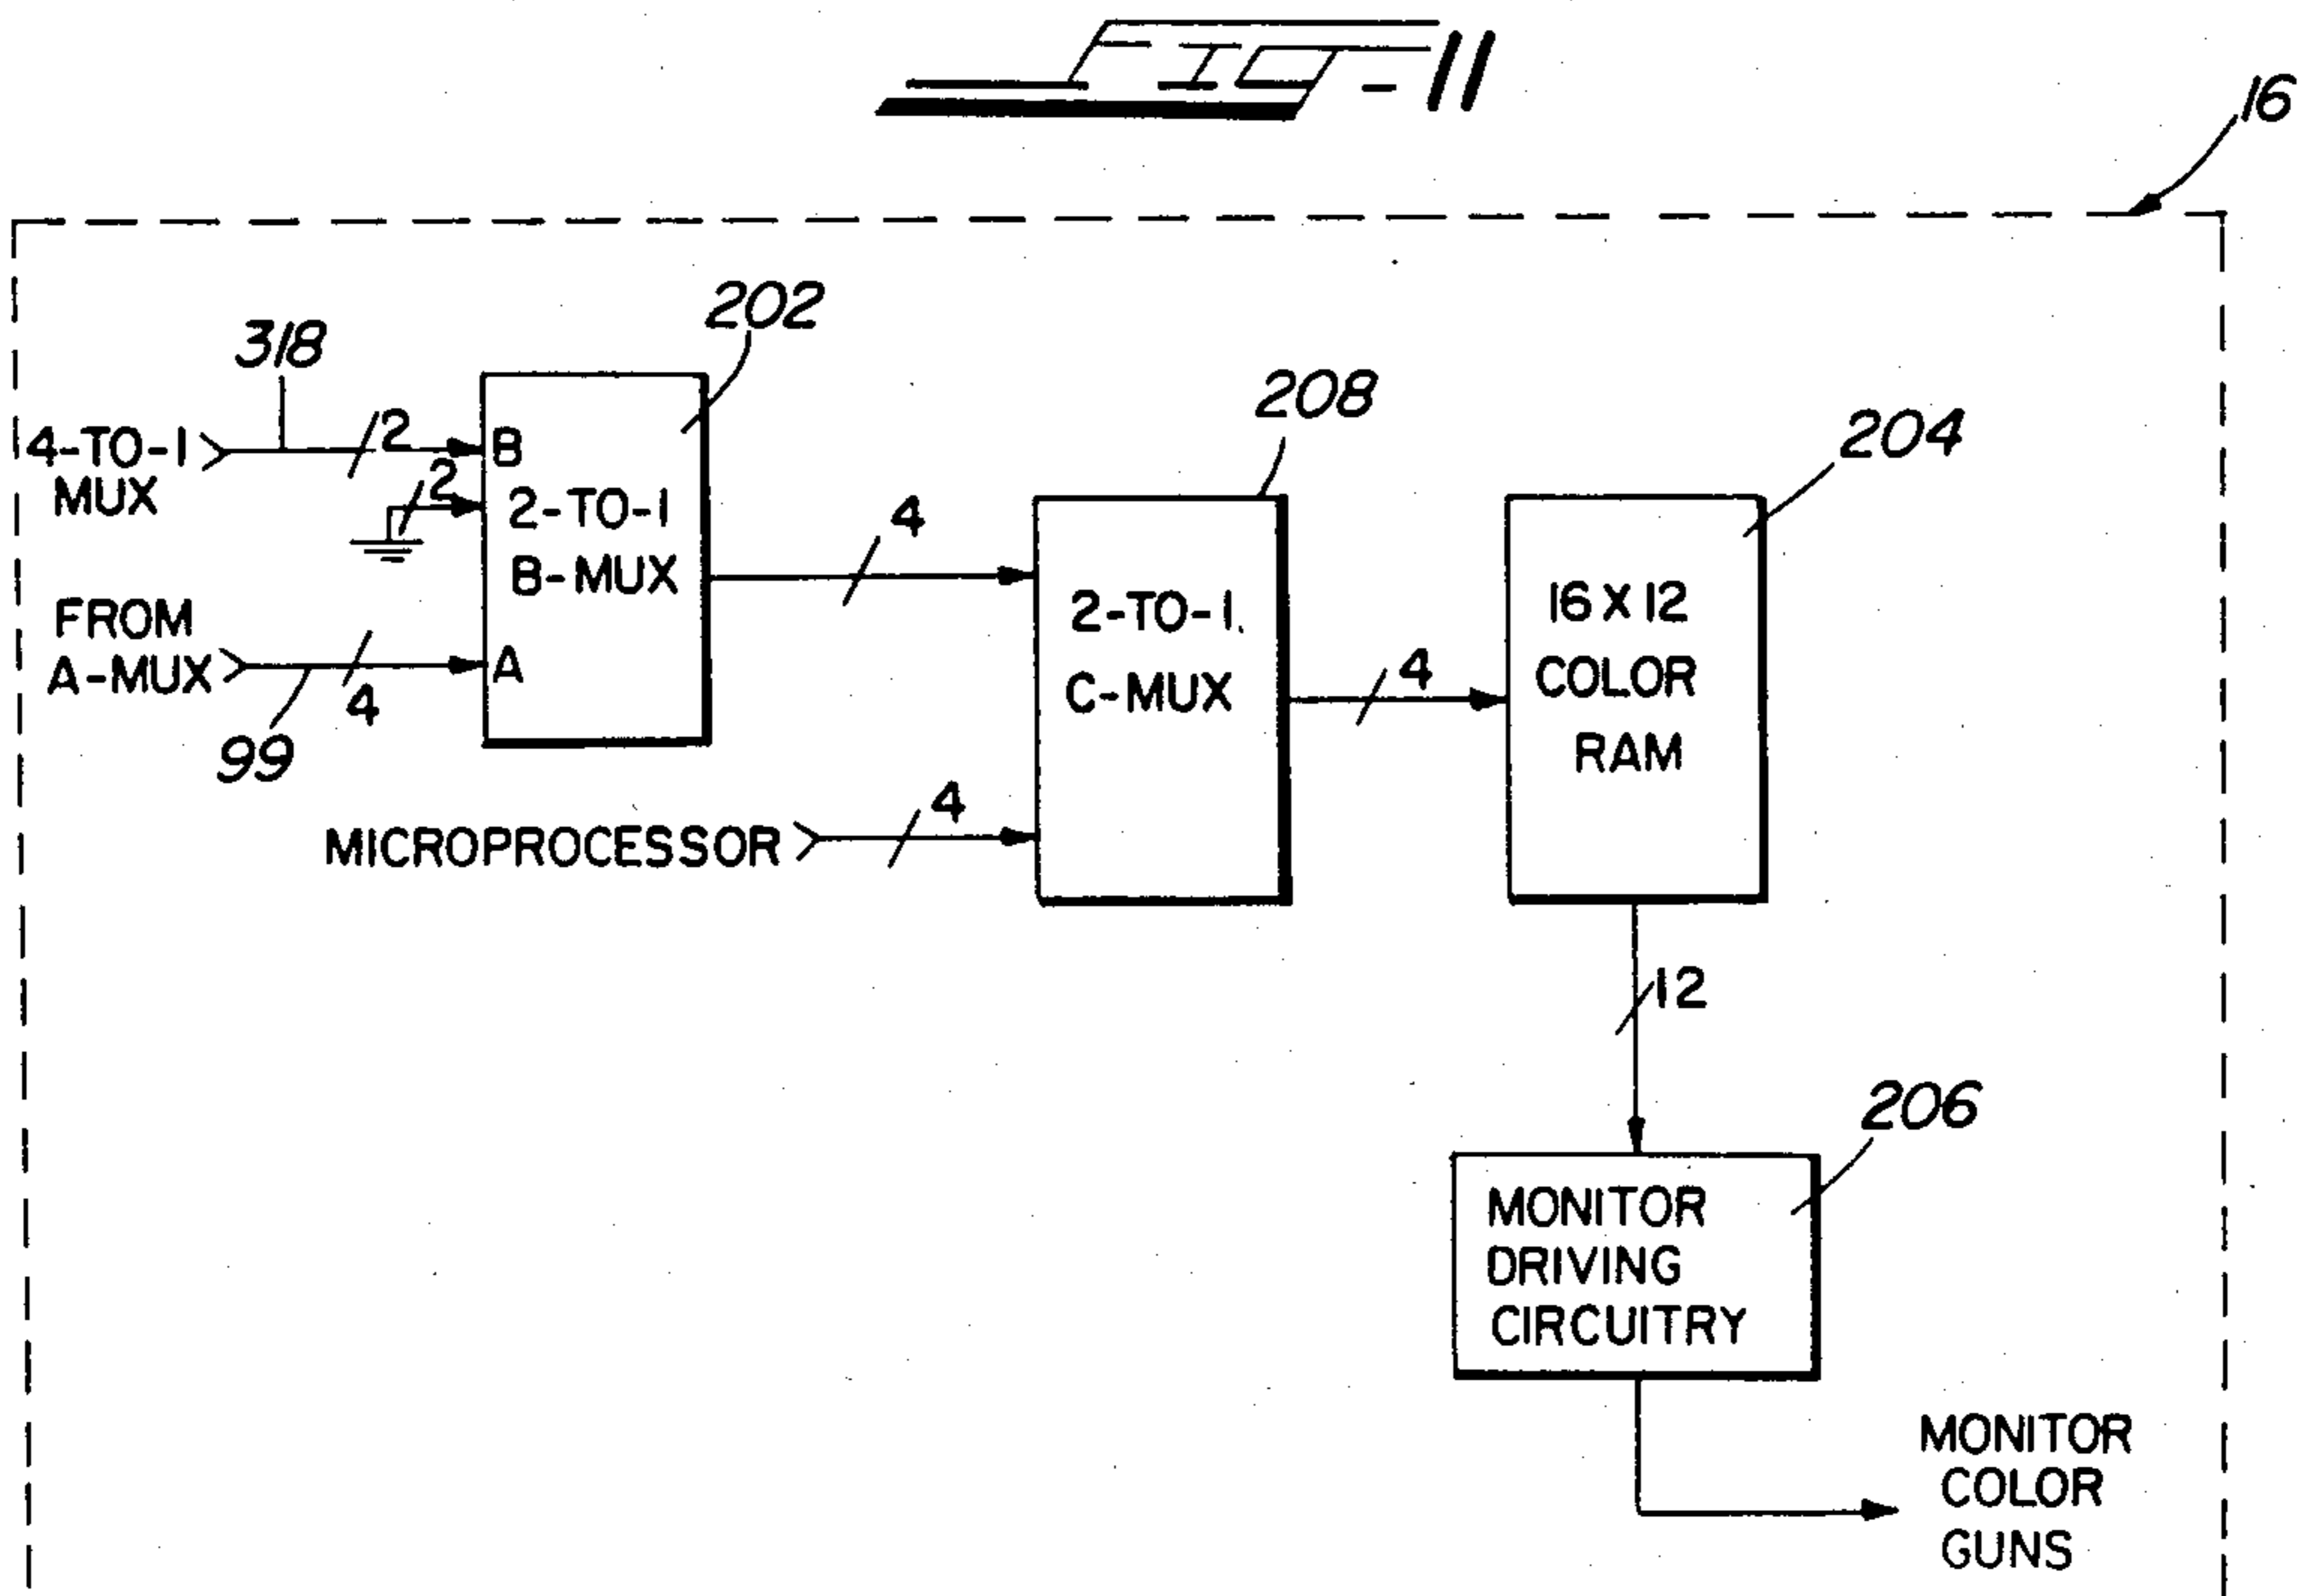 FIG-11
16
202
318
208
204
4-TO-1
MUX
2
B
2
2-TO-1
B-MUX
4
FROM
A-MUX
4
A
99
2-TO-1
C-MUX
4
16 X 12
COLOR
RAM
MICROPROCESSOR
4
12
206
MONITOR
DRIVING
CIRCUITRY
MONITOR
COLOR
GUNS